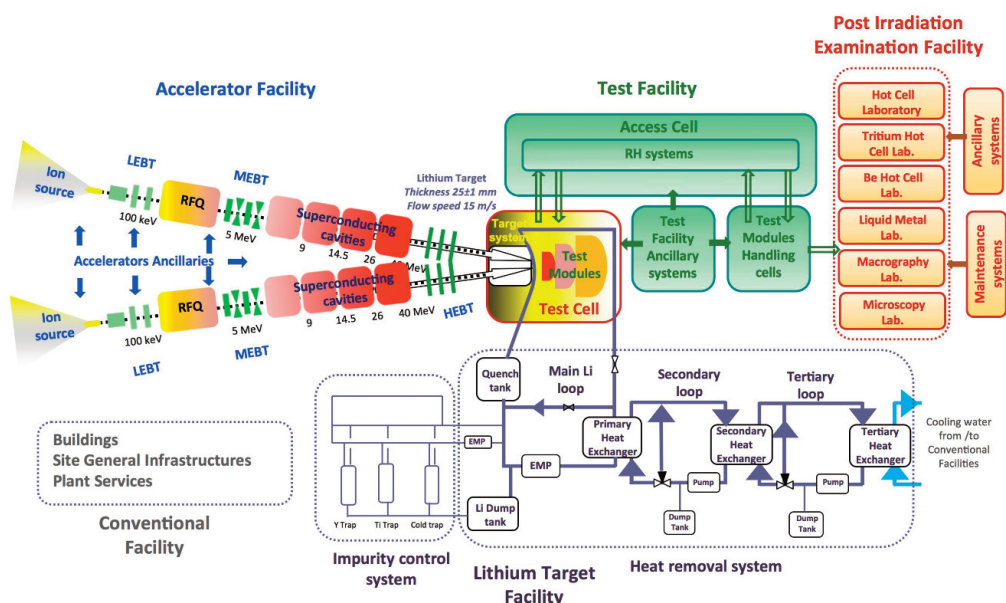 Post Irradiation
Examination Facility
Accelerator Facility
Test Facility
Hot Cell
Laboratory
Tritium Hot
Cell Lab.
Be Hot Cell
Lab.
Liquid Metal
Lab.
Macrography
Lab.
Microscopy
Lab.
Ancillary
systems
Maintenance
systems
Access Cell
RH systems
Lithium Target
Thickness 25±1 mm
Flow speed 15 m/s
Ion
source
LEBT
100 keV
RFQ
MEBT
5 MeV
Superconducting
cavities
9
14.5
26
40 MeV
Accelerators Ancillaries
Ion
source
LEBT
100 keV
RFQ
MEBT
5 MeV
Superconducting
cavities
9
14.5
26
40 MeV
HEBT
Target
system
Test
Modules
Test Cell
Test
Facility
Ancillary
systems
Test
Modules
Handling
cells
Quench
tank
Main Li
loop
Secondary
loop
Tertiary
loop
Primary
Heat
Exchanger
Secondary
Heat
Exchanger
Tertiary
Heat
Exchanger
Cooling water
from /to
Conventional
Facilities
EMP
EMP
Pump
Pump
Dump
Tank
Dump
Tank
Li Dump
tank
Y Trap
Ti Trap
Cold trap
Impurity control
system
Lithium Target
Facility
Heat removal system
Buildings
Site General Infrastructures
Plant Services
Conventional
Facility